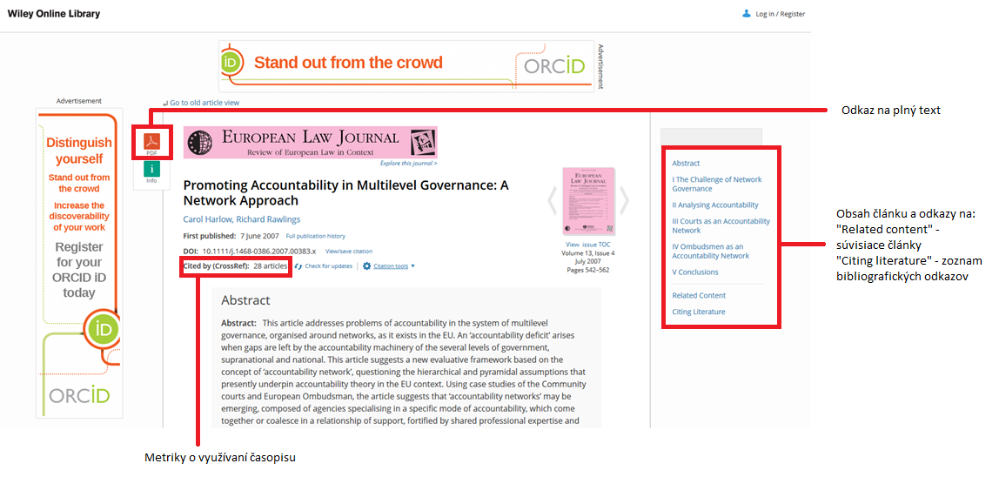 Wiley Online Library
Log in / Register
iD
Stand out from the crowd
ORCID
Advertisement
Advertisement
Go to old article view
Odkaz na plný text
Distinguish
yourself
Stand out from
the crowd
Increase the
discoverability
of your work
Register
for your
ORCID iD
today
iD
ORCID
PDF
i
Info
EUROPEAN LAW JOURNAL
Review of European Law in Context
Explore this journal >
Promoting Accountability in Multilevel Governance: A
Network Approach
Carol Harlow, Richard Rawlings
First published: 7 June 2007 Full publication history
DOI: 10.1111/j.1468-0386.2007.00383.x View/save citation
Cited by (CrossRef): 28 articles Check for updates Citation tools
EUROPEAN
LAW JOURNAL
View issue TOC
Volume 13, Issue 4
July 2007
Pages 542–562
Abstract
Abstract: This article addresses problems of accountability in the system of multilevel
governance, organised around networks, as it exists in the EU. An ‘accountability deficit’ arises
when gaps are left by the accountability machinery of the several levels of government,
supranational and national. This article suggests a new evaluative framework based on the
concept of ‘accountability network’, questioning the hierarchical and pyramidal assumptions that
presently underpin accountability theory in the EU context. Using case studies of the Community
courts and European Ombudsman, the article suggests that ‘accountability networks’ may be
emerging, composed of agencies specialising in a specific mode of accountability, which come
together or coalesce in a relationship of support, fortified by shared professional expertise and
Abstract
I The Challenge of Network
Governance
II Analysing Accountability
III Courts as an Accountability
Network
IV Ombudsmen as an
Accountability Network
V Conclusions
Related Content
Citing Literature
Obsah článku a odkazy na:
"Related content" -
súvisiace články
"Citing literature" - zoznam
bibliografických odkazov
Metriky o využívaní časopisu